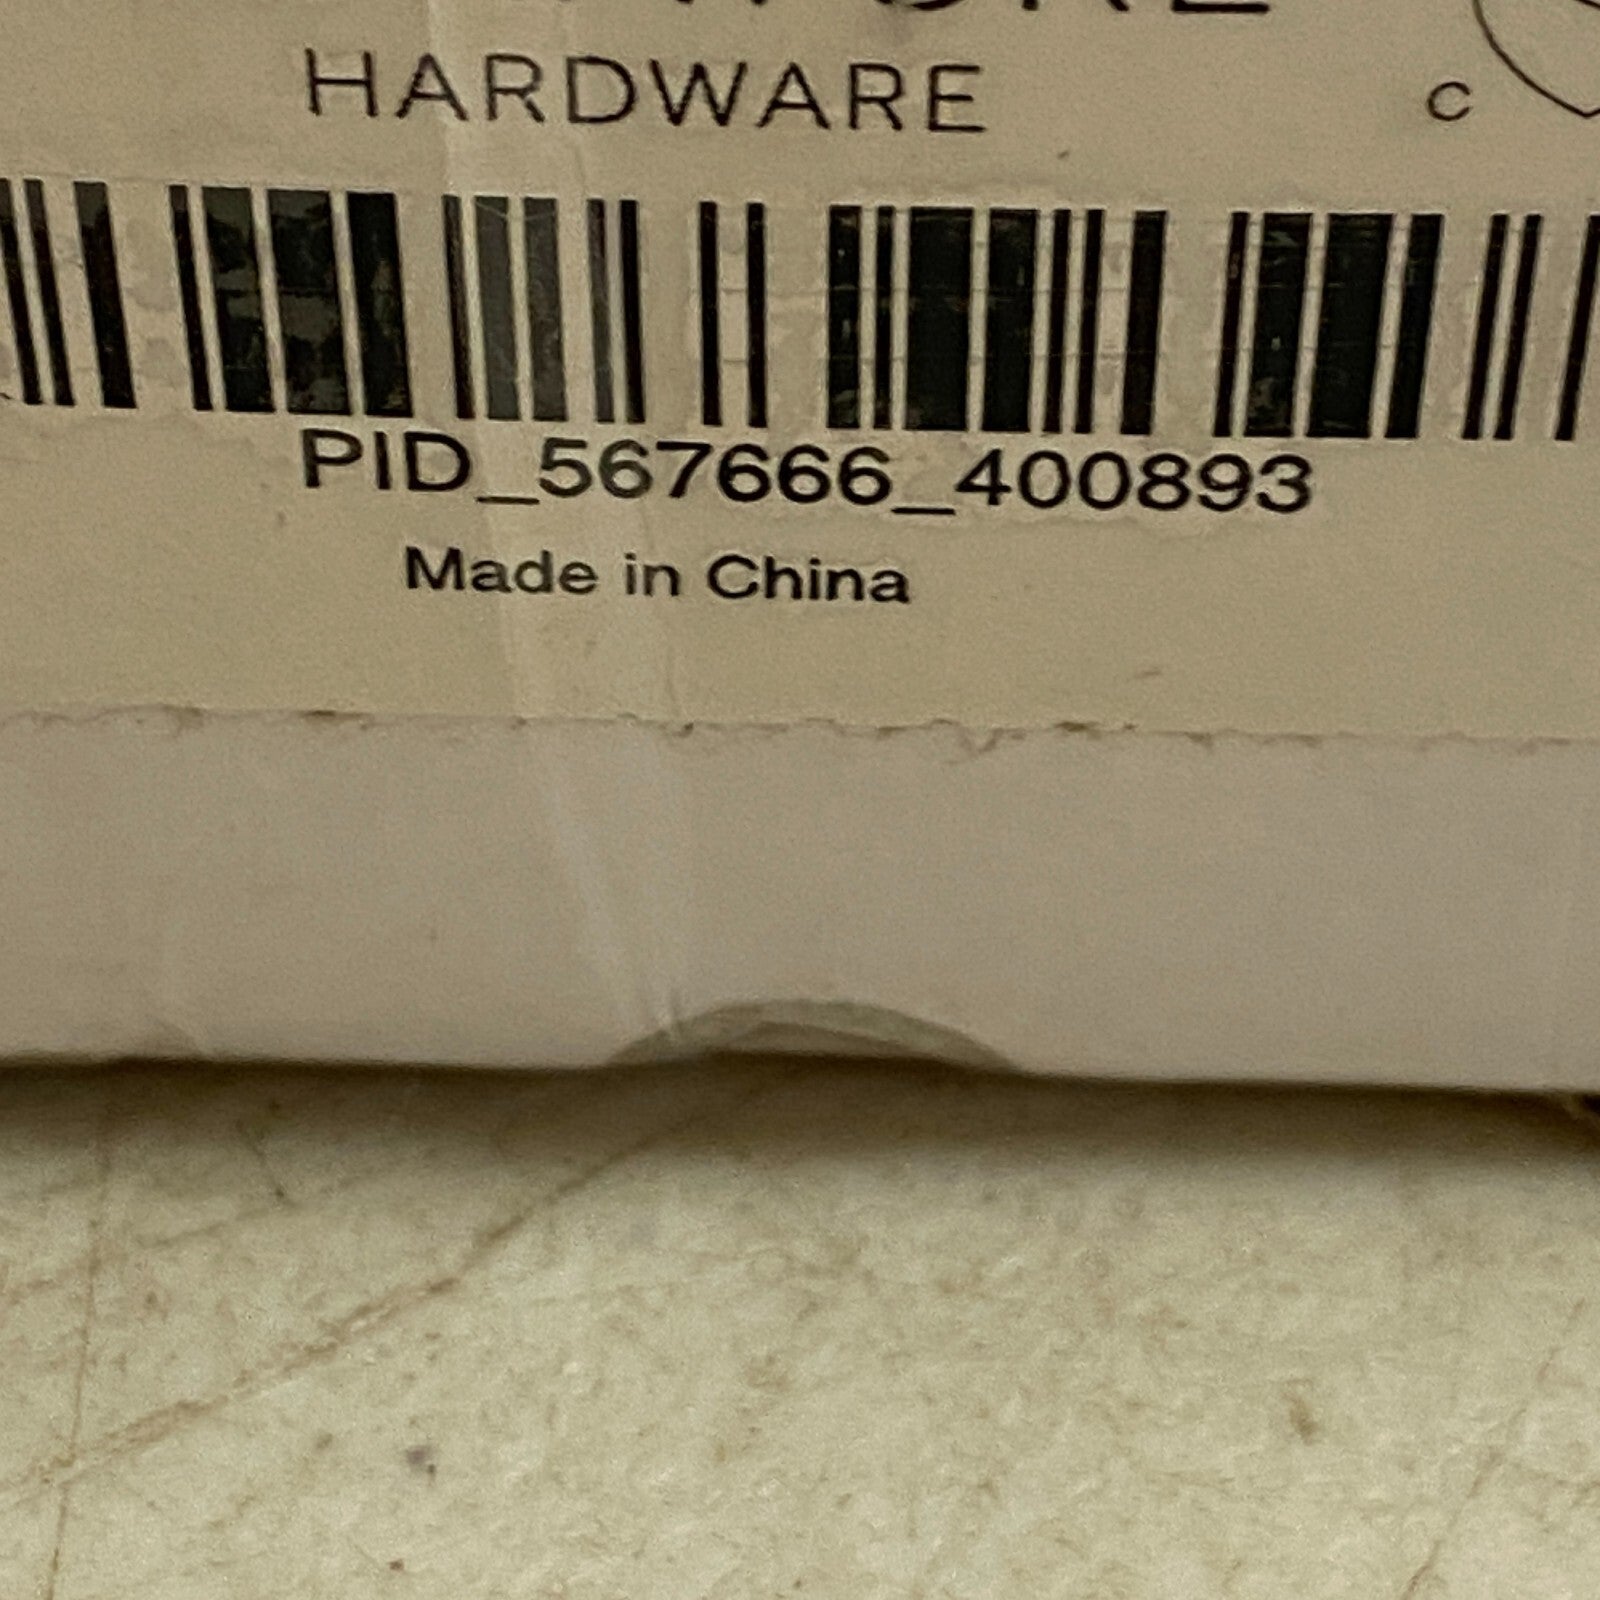 HARDWARE
C
PID_567666_400893
Made in China